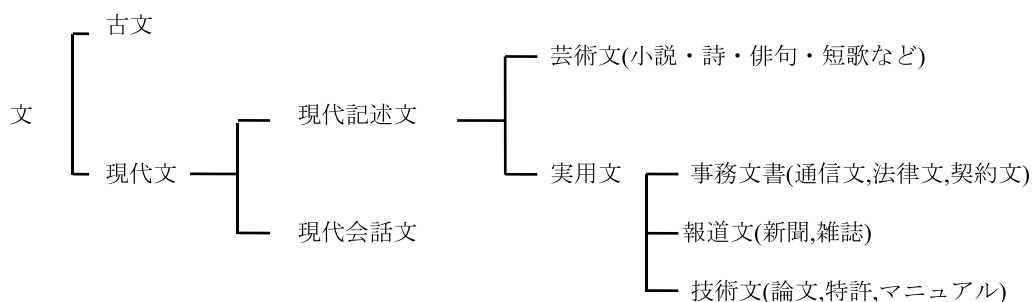 古文
芸術文(小説・詩・俳句・短歌など)
文
現代記述文
現代文
実用文
事務文書(通信文,法律文,契約文)
現代会話文
報道文(新聞,雑誌)
技術文(論文,特許,マニュアル)